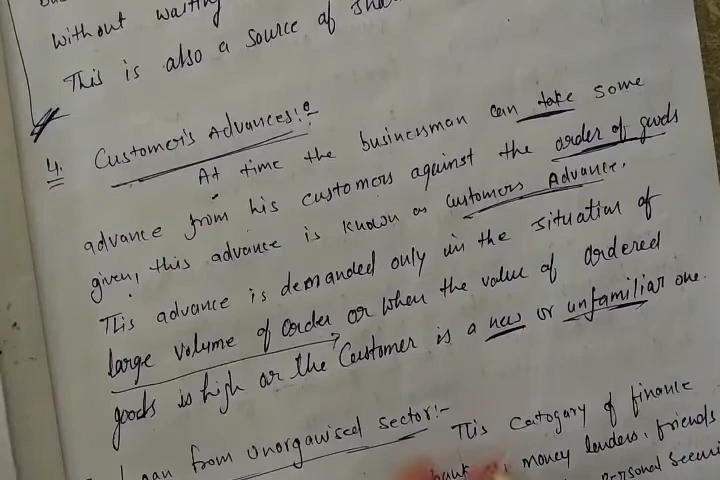 without waiting
This is also a source of
4. Customer's Advances:-
At time the businessman can take some
advance from his customers against the order of goods
given, this advance is known as customers Advance.
This advance is demanded only in the situation of
large volume of order or when the value of ordered
goods is high or the Customer is a new or unfamiliar one.
Loan from Unorganised sector:- This Catogary of finance
bank money lenders, friends
Personal